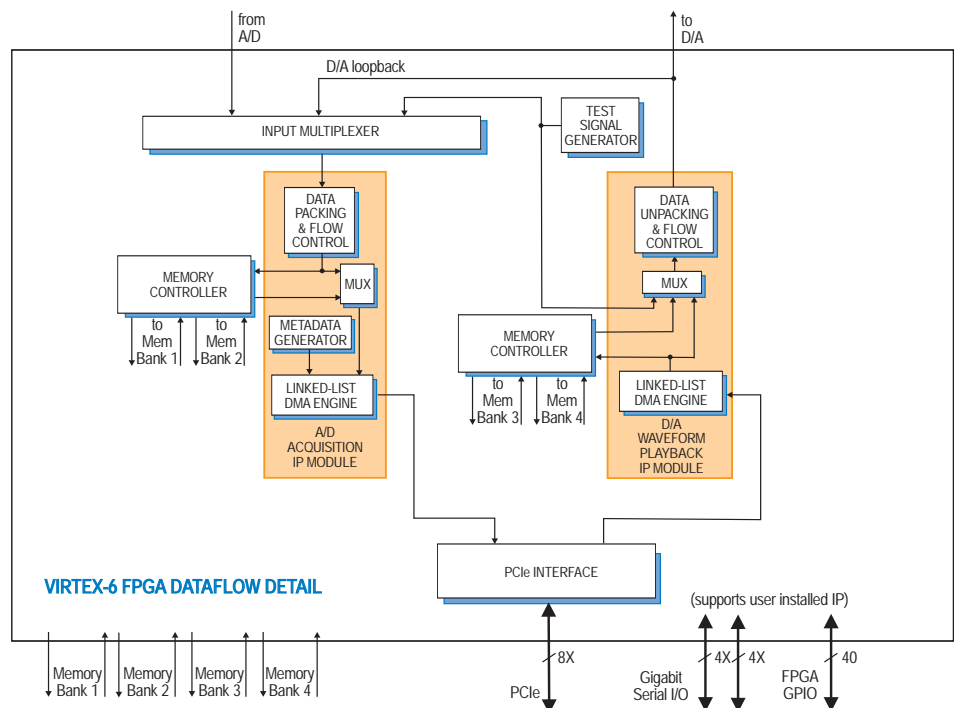 from
A/D
to
D/A
D/A loopback
INPUT MULTIPLEXER
TEST
SIGNAL
GENERATOR
DATA
PACKING
& FLOW
CONTROL
DATA
UNPACKING
& FLOW
CONTROL
MEMORY
CONTROLLER
MUX
MUX
to
Mem
Bank 1
to
Mem
Bank 2
METADATA
GENERATOR
MEMORY
CONTROLLER
to
Mem
Bank 3
to
Mem
Bank 4
LINKED-LIST
DMA ENGINE
LINKED-LIST
DMA ENGINE
A/D
ACQUISITION
IP MODULE
D/A
WAVEFORM
PLAYBACK
IP MODULE
PCIe INTERFACE
VIRTEX-6 FPGA DATAFLOW DETAIL
(supports user installed IP)
Memory
Bank 1
Memory
Bank 2
Memory
Bank 3
Memory
Bank 4
8X
PCIe
4X
4X
Gigabit
Serial I/O
40
FPGA
GPIO